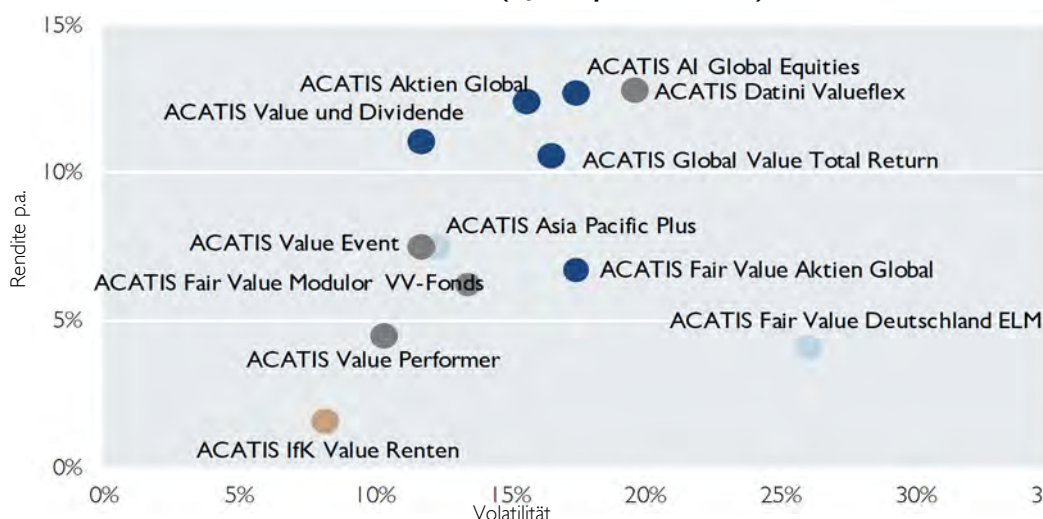 15%
ACATIS AI Global Equities
ACATIS Aktien Global
ACATIS Datini Valueflex
ACATIS Value und Dividende
10%
ACATIS Global Value Total Return
Rendite p.a.
ACATIS Asia Pacific Plus
ACATIS Value Event
ACATIS Fair Value Aktien Global
ACATIS Fair Value Modulor VV-Fonds
5%
ACATIS Fair Value Deutschland ELM
ACATIS Value Performer
ACATIS IfK Value Renten
0%
0% 5% 10% 15% 20% 25% 30% 3
Volatilität